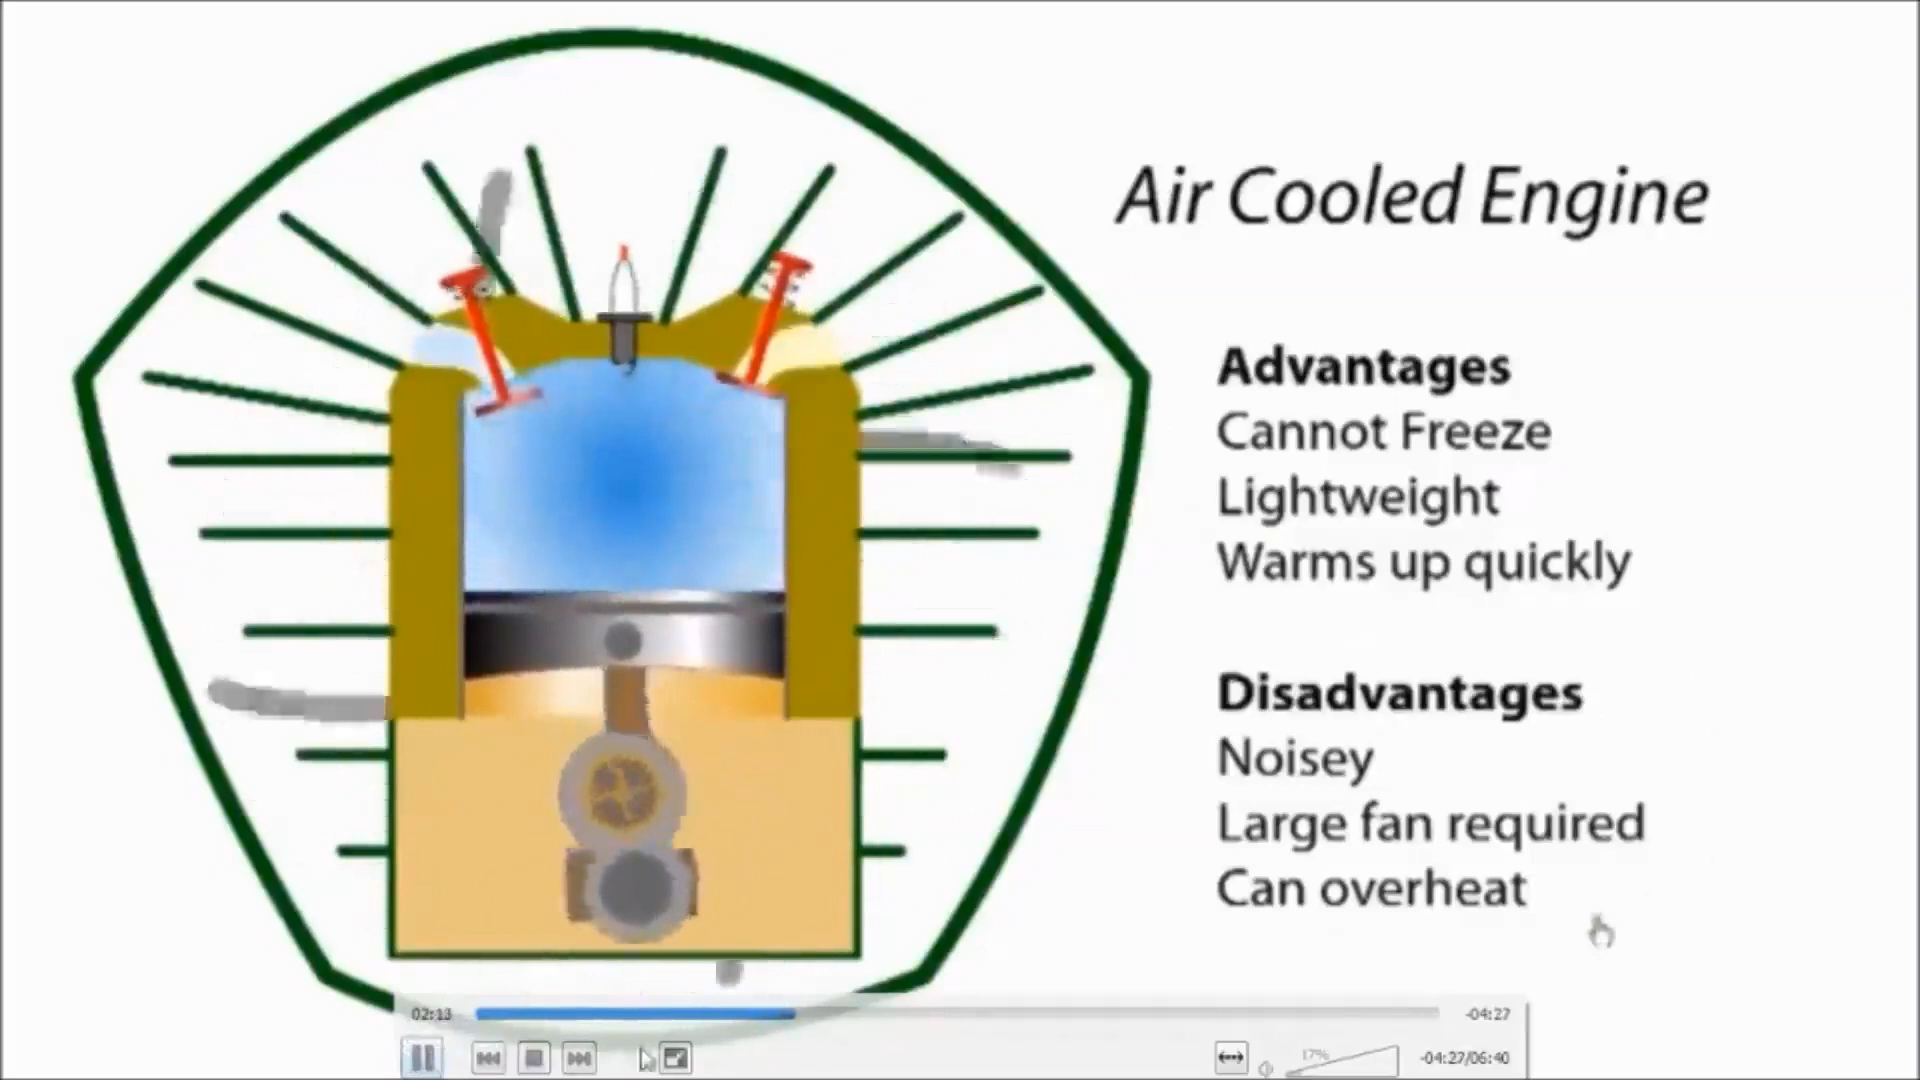 Air Cooled Engine
Advantages
Cannot Freeze
Lightweight
Warms up quickly
Disadvantages
Noisey
Large fan required
Can overheat
02:13
-04:27
17%
-04:27/06:40